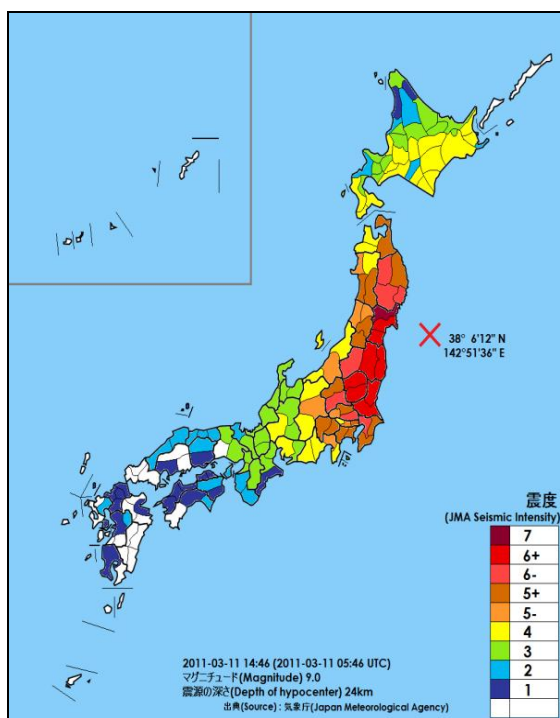 38° 6'12" N
142°51'36" E
震度
(JMA Seismic Intensity)
7
6+
6-
5+
5-
4
3
2
1
2011-03-11 14:46 (2011-03-11 05:46 UTC)
マグニチュード(Magnitude) 9.0
震源の深さ(Depth of hypocenter) 24km
出典(Source) : 気象庁(Japan Meteorological Agency)